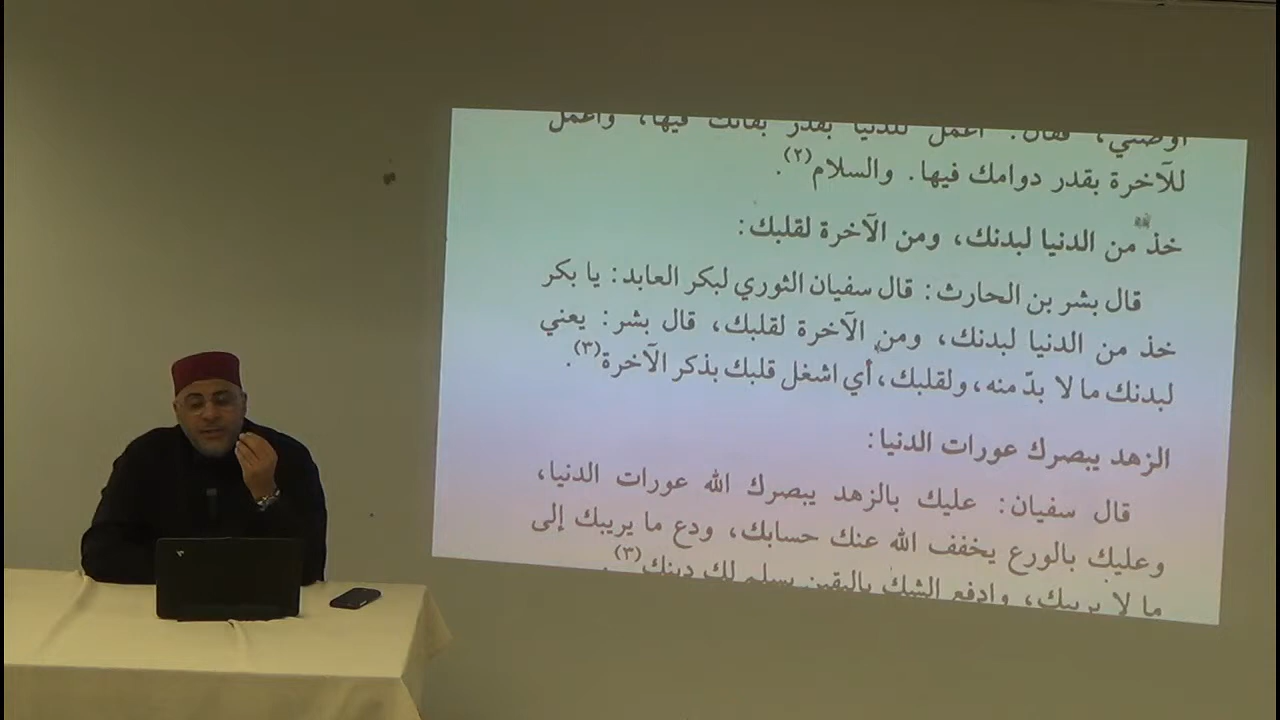 أوصني، فقال: اعمل للدنيا بقدر بقائك فيها، واعمل
للآخرة بقدر دوامك فيها. والسلام(٢).
خذ من الدنيا لبدنك، ومن الآخرة لقلبك:
قال بشر بن الحارث: قال سفيان الثوري لبكر العابد: يا بكر
خذ من الدنيا لبدنك، ومن الآخرة لقلبك، قال بشر: يعني
لبدنك ما لا بدّ منه، ولقلبك، أي اشغل قلبك بذكر الآخرة(٣).
الزهد يبصرك عورات الدنيا:
قال سفيان: عليك بالزهد يبصرك الله عورات الدنيا،
وعليك بالورع يخفف الله عنك حسابك، ودع ما يريبك إلى
ما لا يريبك، وادفع الشك باليقين يسلم لك دينك(٣).